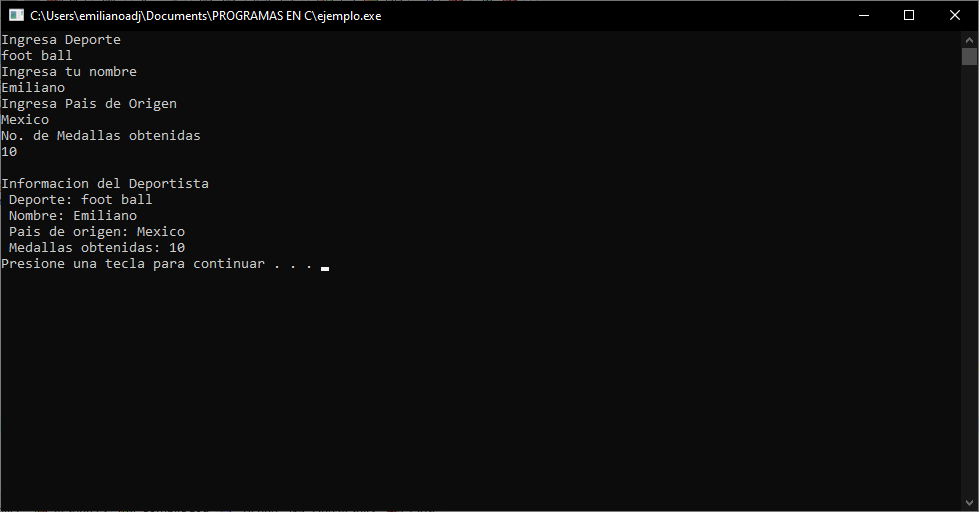 C:\Users\emilianoadj\Documents\PROGRAMAS EN C\ejemplo.exe
Ingresa Deporte
foot ball
Ingresa tu nombre
Emiliano
Ingresa Pais de Origen
Mexico
No. de Medallas obtenidas
10

Informacion del Deportista
 Deporte: foot ball
 Nombre: Emiliano
 Pais de origen: Mexico
 Medallas obtenidas: 10
Presione una tecla para continuar . . .